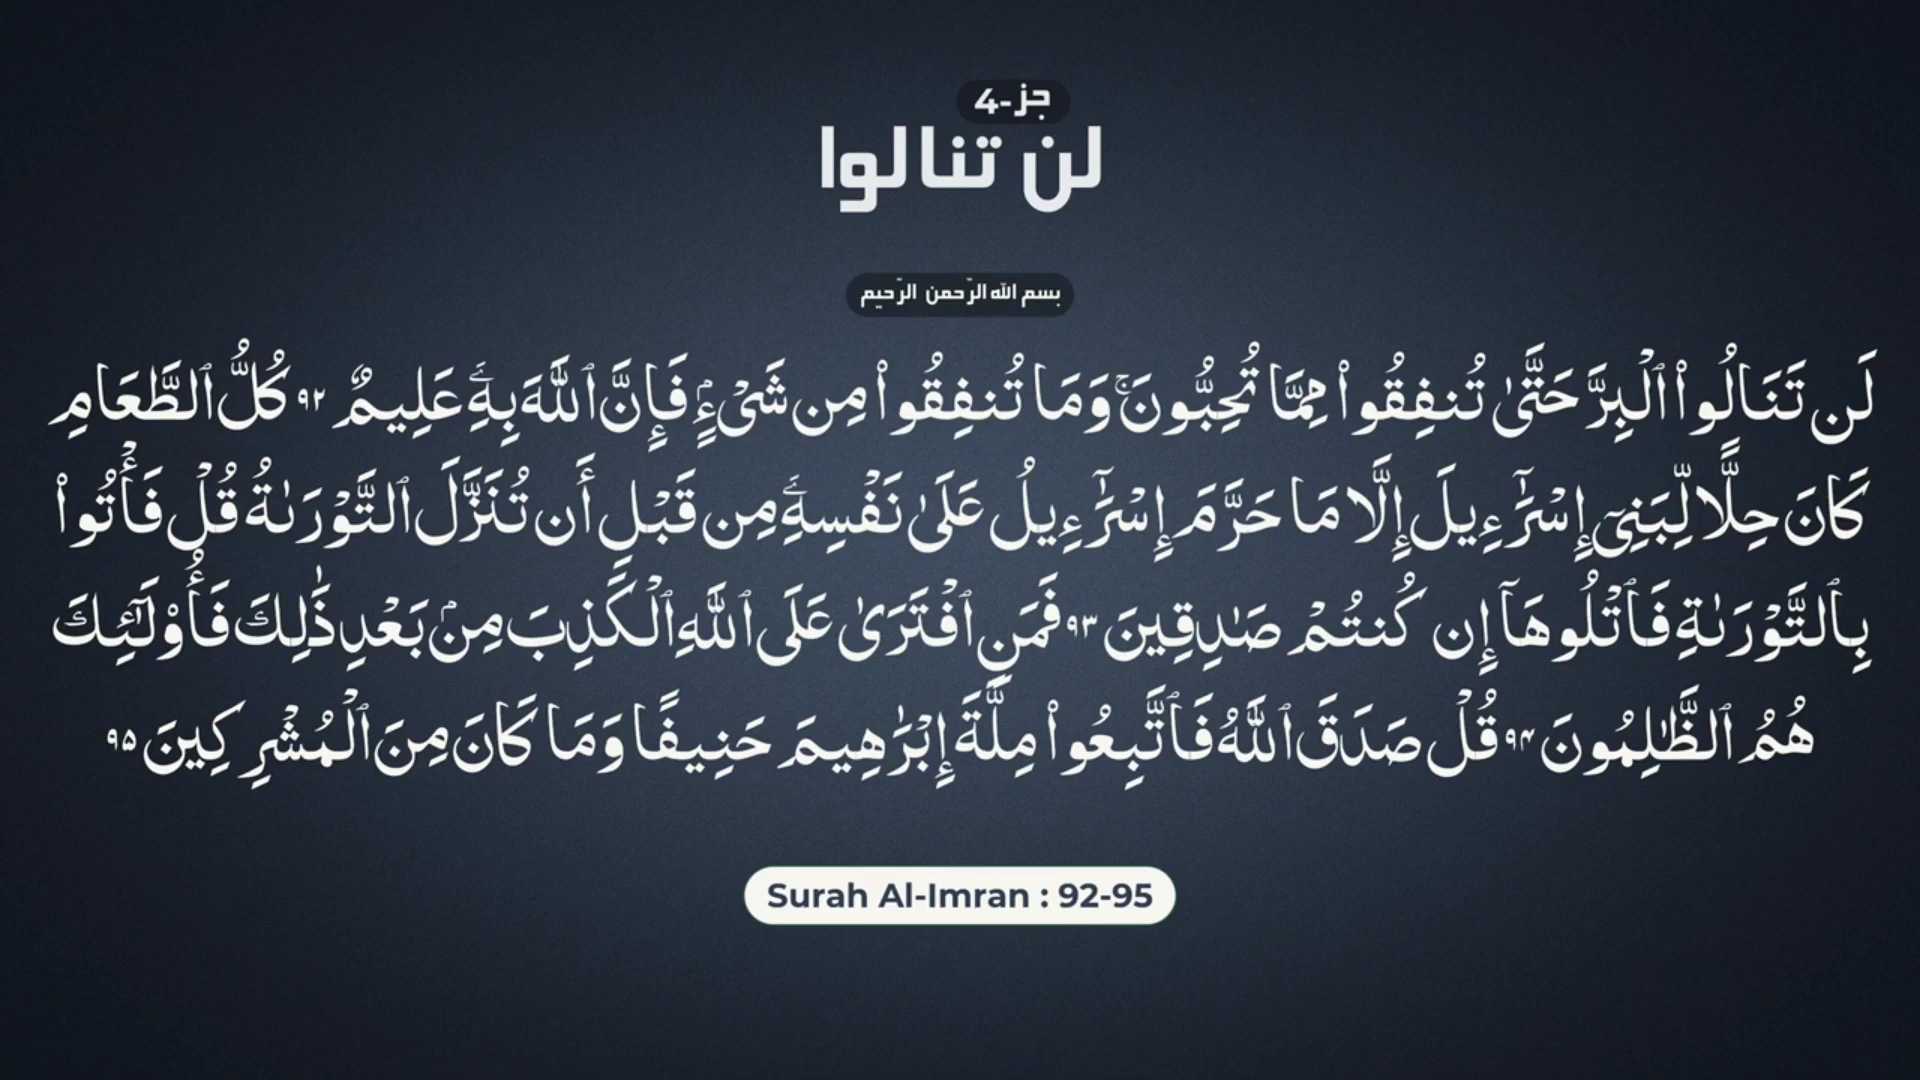 جز-4
لن تنالوا
بسم الله الرّحمن الرّحيم
لَن تَنَالُوا۟ ٱلْبِرَّ حَتَّىٰ تُنفِقُوا۟ مِمَّا تُحِبُّونَ ۚ وَمَا تُنفِقُوا۟ مِن شَىْءٍۢ فَإِنَّ ٱللَّهَ بِهِۦ عَلِيمٌ ٩٢ كُلُّ ٱلطَّعَامِ
كَانَ حِلًّا لِّبَنِىٓ إِسْرَٰٓءِيلَ إِلَّا مَا حَرَّمَ إِسْرَٰٓءِيلُ عَلَىٰ نَفْسِهِۦ مِن قَبْلِ أَن تُنَزَّلَ ٱلتَّوْرَىٰةُ قُلْ فَأْتُوا۟
بِٱلتَّوْرَىٰةِ فَٱتْلُوهَآ إِن كُنتُمْ صَـٰدِقِينَ ٩٣ فَمَنِ ٱفْتَرَىٰ عَلَى ٱللَّهِ ٱلْكَذِبَ مِنۢ بَعْدِ ذَٰلِكَ فَأُو۟لَـٰٓئِكَ
هُمُ ٱلظَّـٰلِمُونَ ٩٤ قُلْ صَدَقَ ٱللَّهُ فَٱتَّبِعُوا۟ مِلَّةَ إِبْرَٰهِيمَ حَنِيفًا وَمَا كَانَ مِنَ ٱلْمُشْرِكِينَ ٩٥
Surah Al-Imran : 92-95